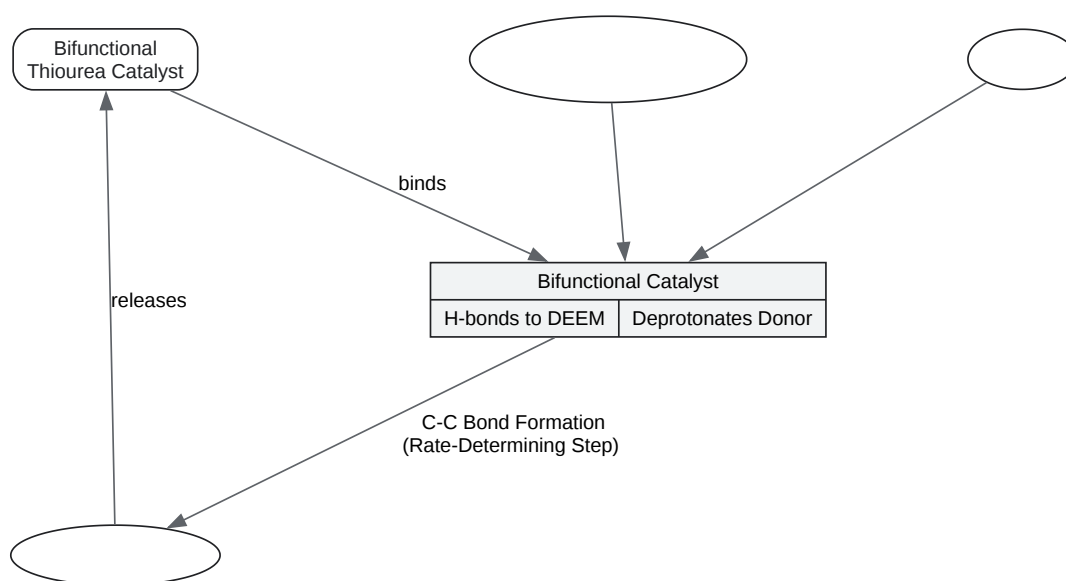 Bifunctional
Thiourea Catalyst
binds
Bifunctional Catalyst
H-bonds to DEEM
Deprotonates Donor
releases
C-C Bond Formation
(Rate-Determining Step)